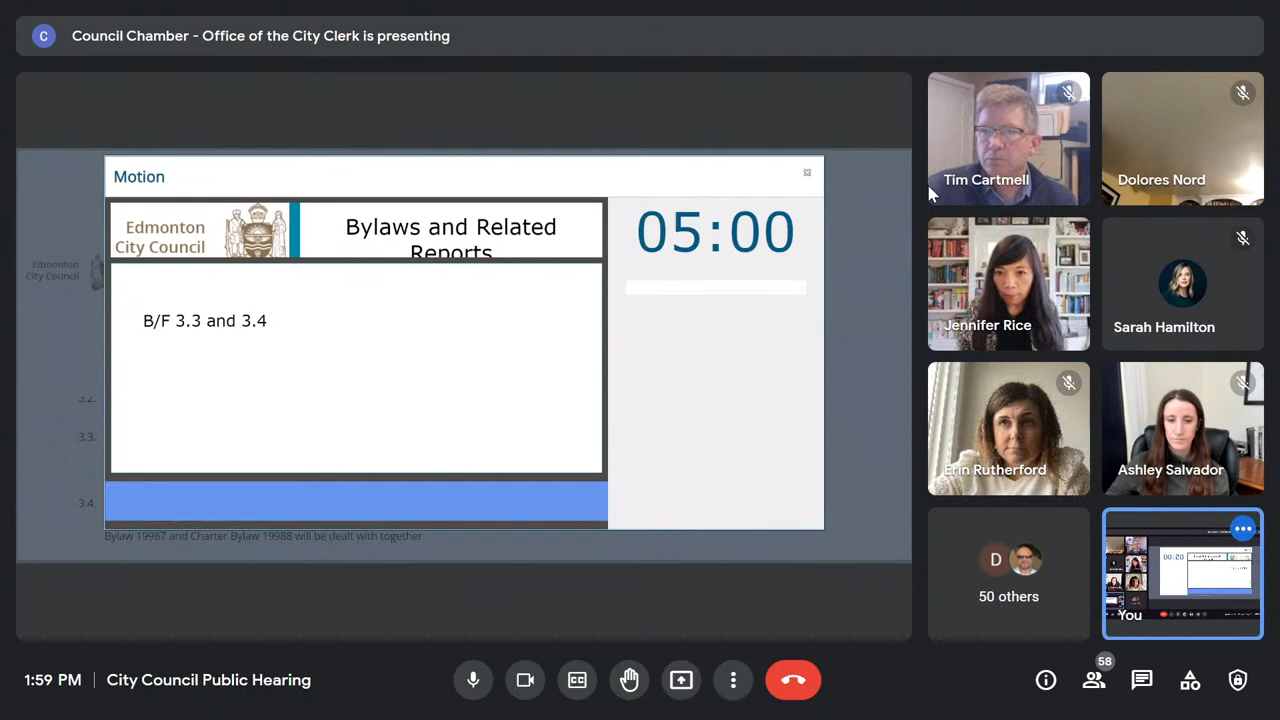 C
Council Chamber - Office of the City Clerk is presenting
Motion
Edmonton
City Council
Bylaws and Related
Reports
05:00
B/F 3.3 and 3.4
Edmonton
City Council
3.2.
3.3.
3.4.
Bylaw 19987 and Charter Bylaw 19988 will be dealt with together
Tim Cartmell
Dolores Nord
Jennifer Rice
Sarah Hamilton
Erin Rutherford
Ashley Salvador
D
50 others
You
1:59 PM
City Council Public Hearing
CC
58